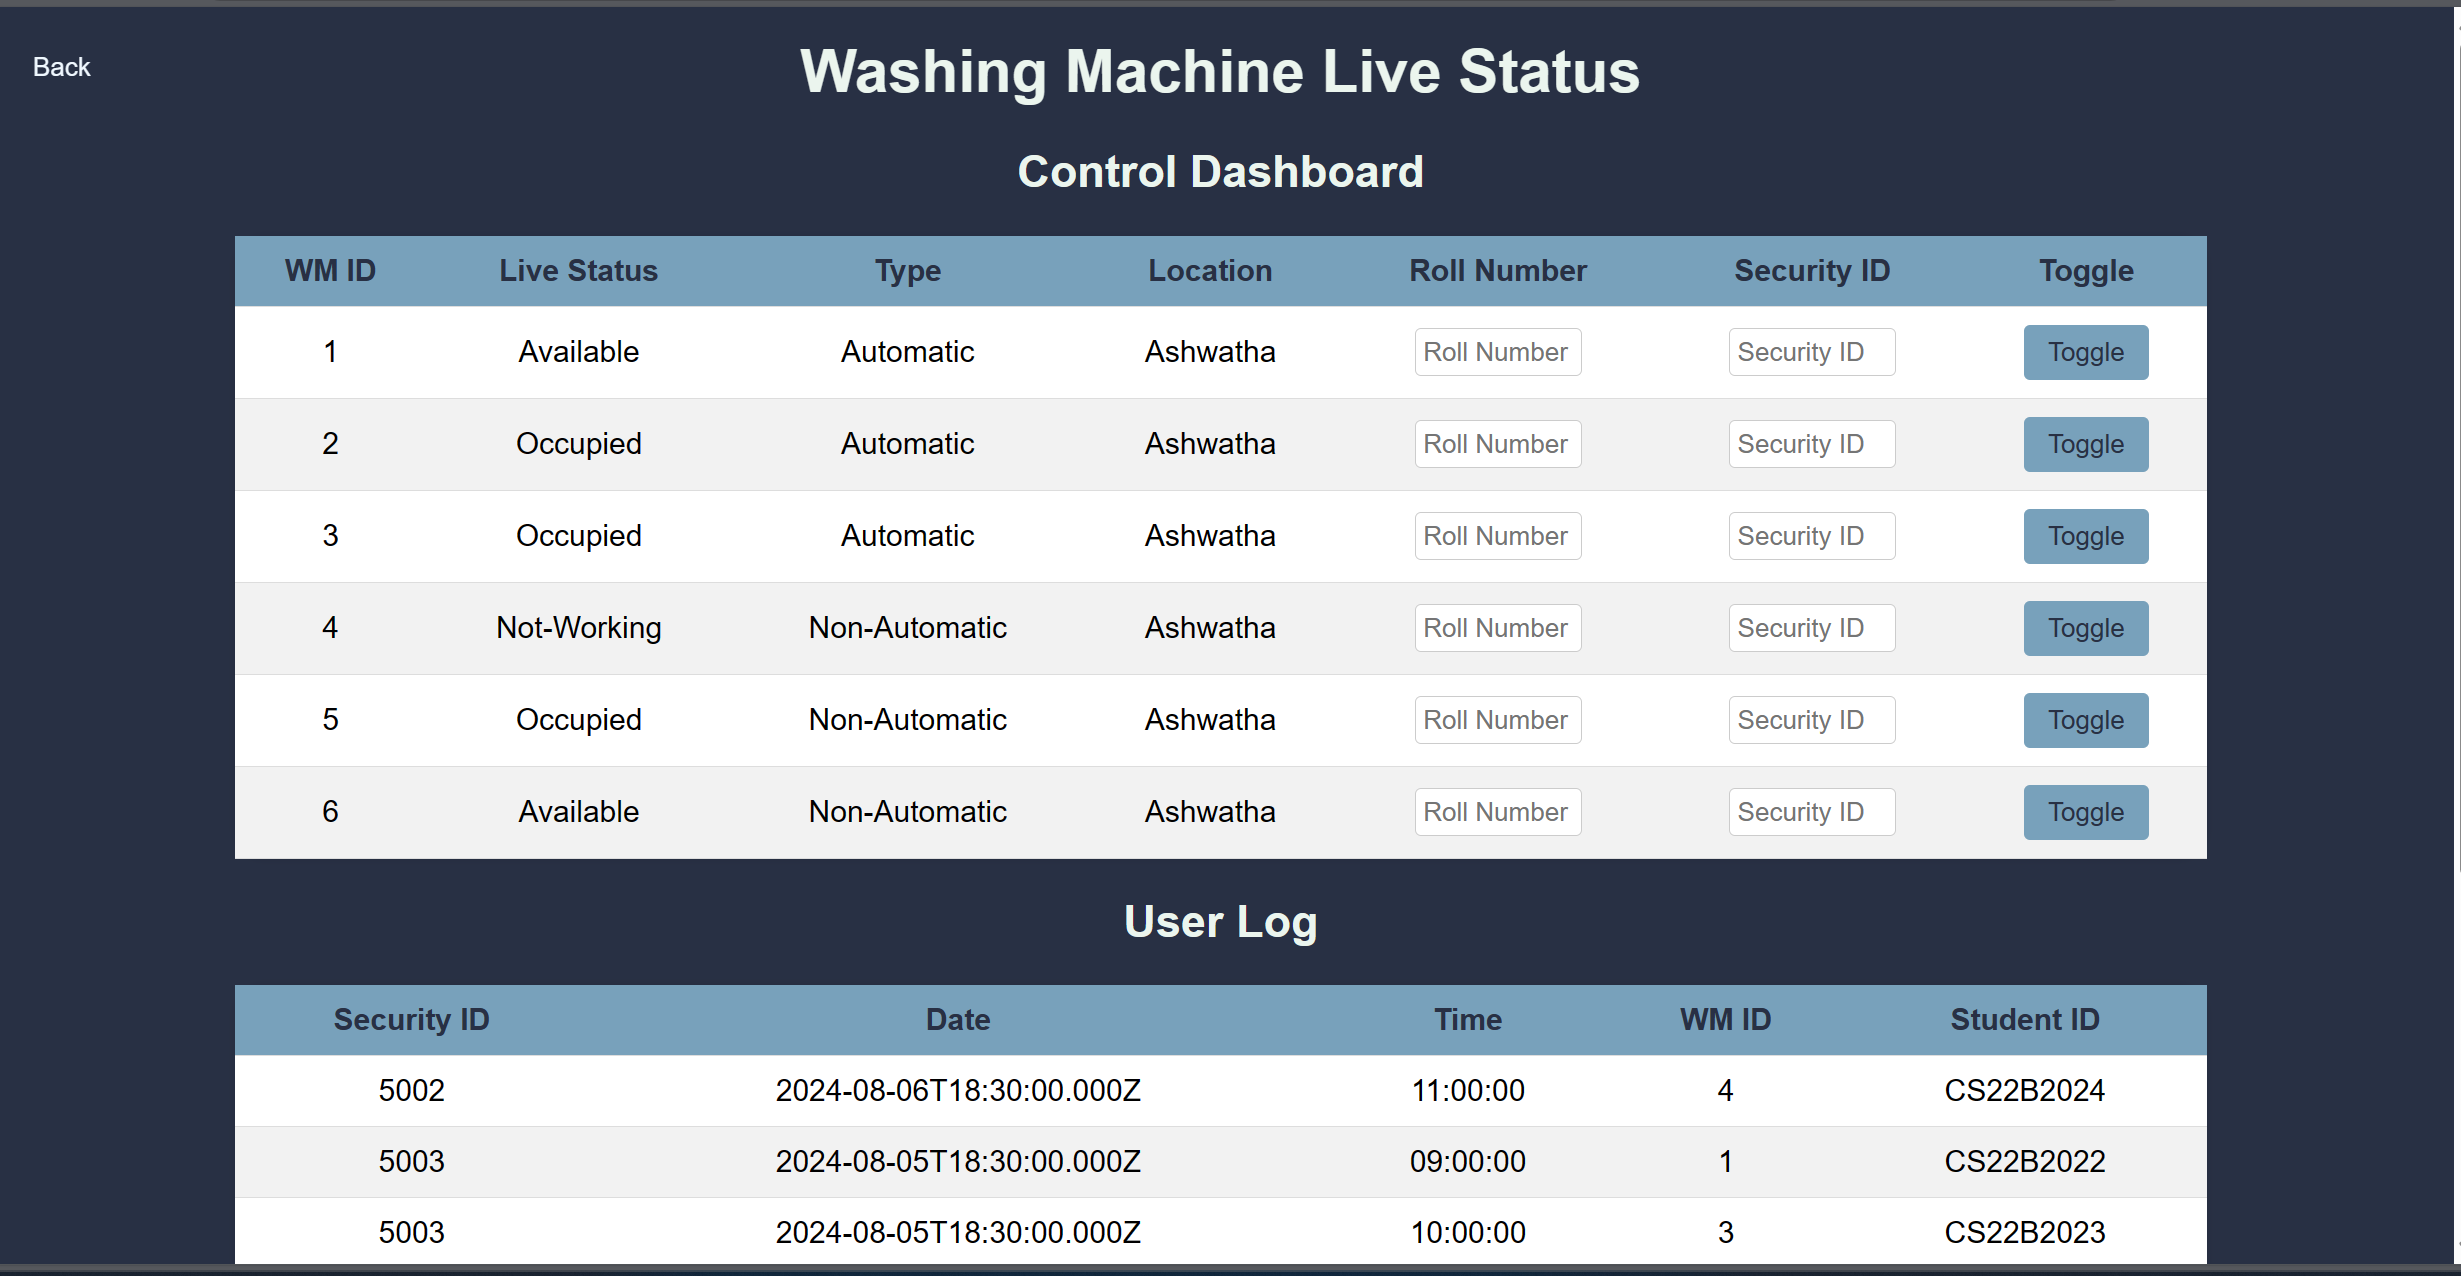 Back
Washing Machine Live Status
Control Dashboard
WM ID Live Status Type Location Roll Number Security ID Toggle
1 Available Automatic Ashwatha Roll Number Security ID Toggle
2 Occupied Automatic Ashwatha Roll Number Security ID Toggle
3 Occupied Automatic Ashwatha Roll Number Security ID Toggle
4 Not-Working Non-Automatic Ashwatha Roll Number Security ID Toggle
5 Occupied Non-Automatic Ashwatha Roll Number Security ID Toggle
6 Available Non-Automatic Ashwatha Roll Number Security ID Toggle
User Log
Security ID Date Time WM ID Student ID
5002 2024-08-06T18:30:00.000Z 11:00:00 4 CS22B2024
5003 2024-08-05T18:30:00.000Z 09:00:00 1 CS22B2022
5003 2024-08-05T18:30:00.000Z 10:00:00 3 CS22B2023